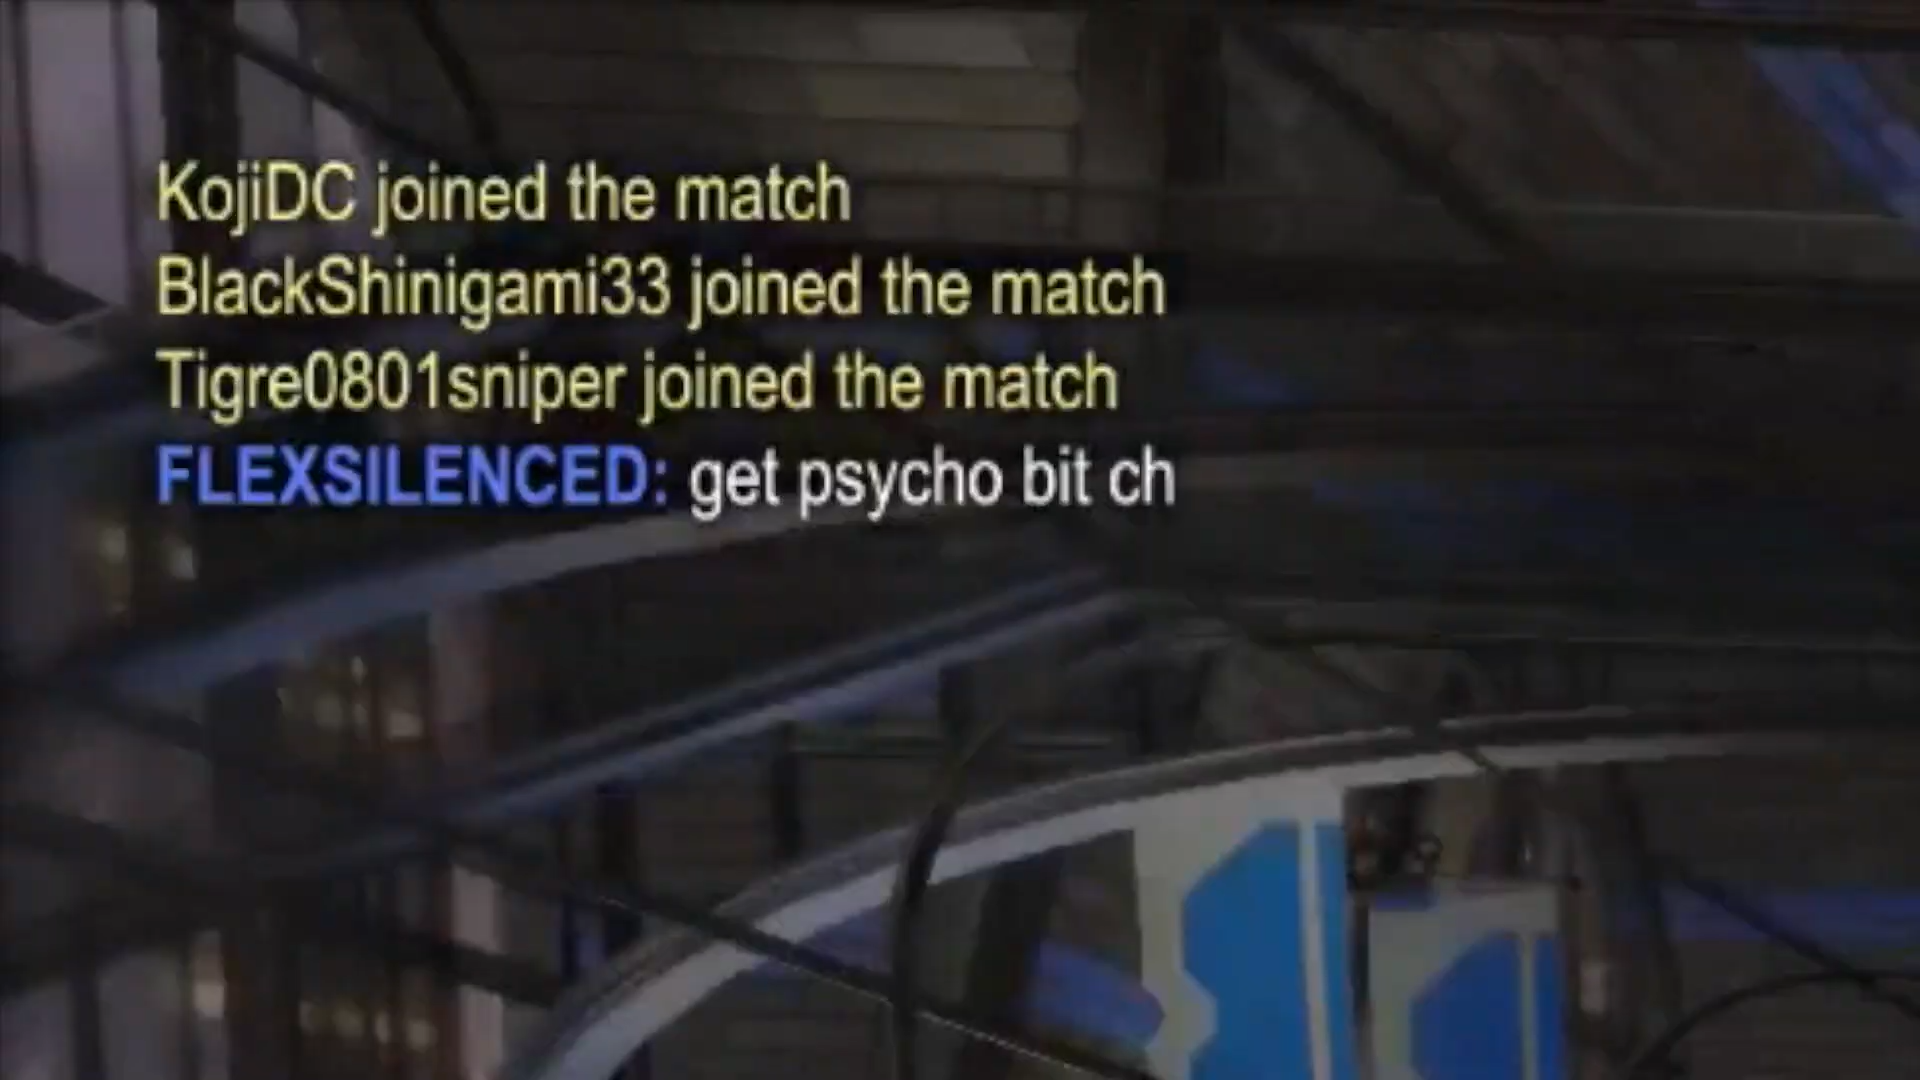 KojiDC joined the match
BlackShinigami33 joined the match
Tigre0801sniper joined the match
FLEXSILENCED: get psycho bit ch